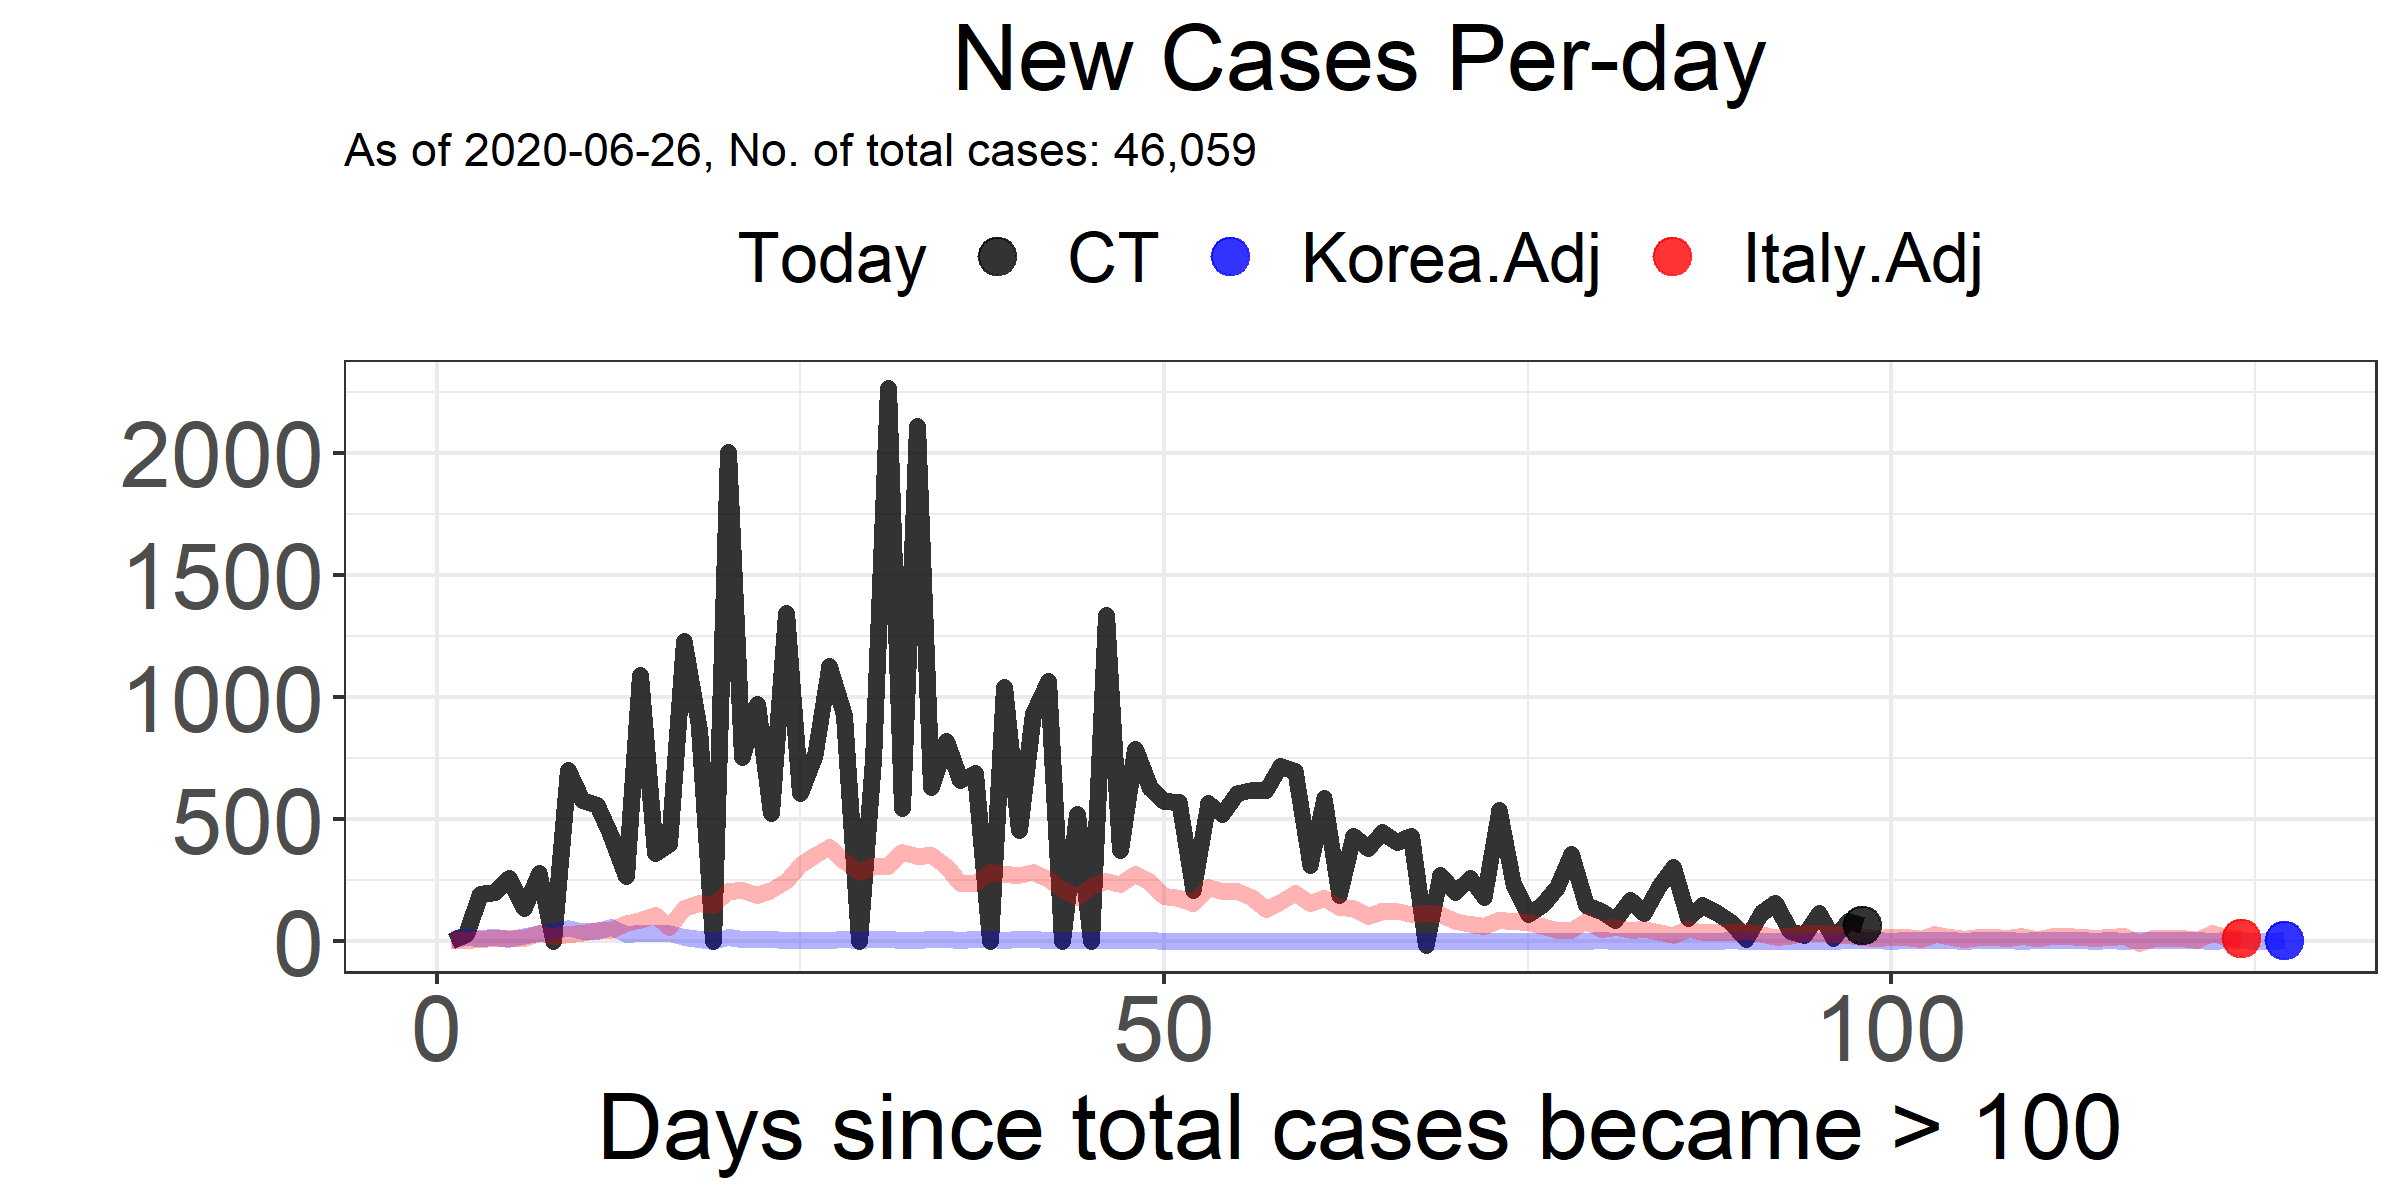 New Cases Per-day
As of 2020-06-26, No. of total cases: 46,059
Today CT Korea.Adj Italy.Adj
2000
1500
1000
500
0
0 50 100
Days since total cases became > 100